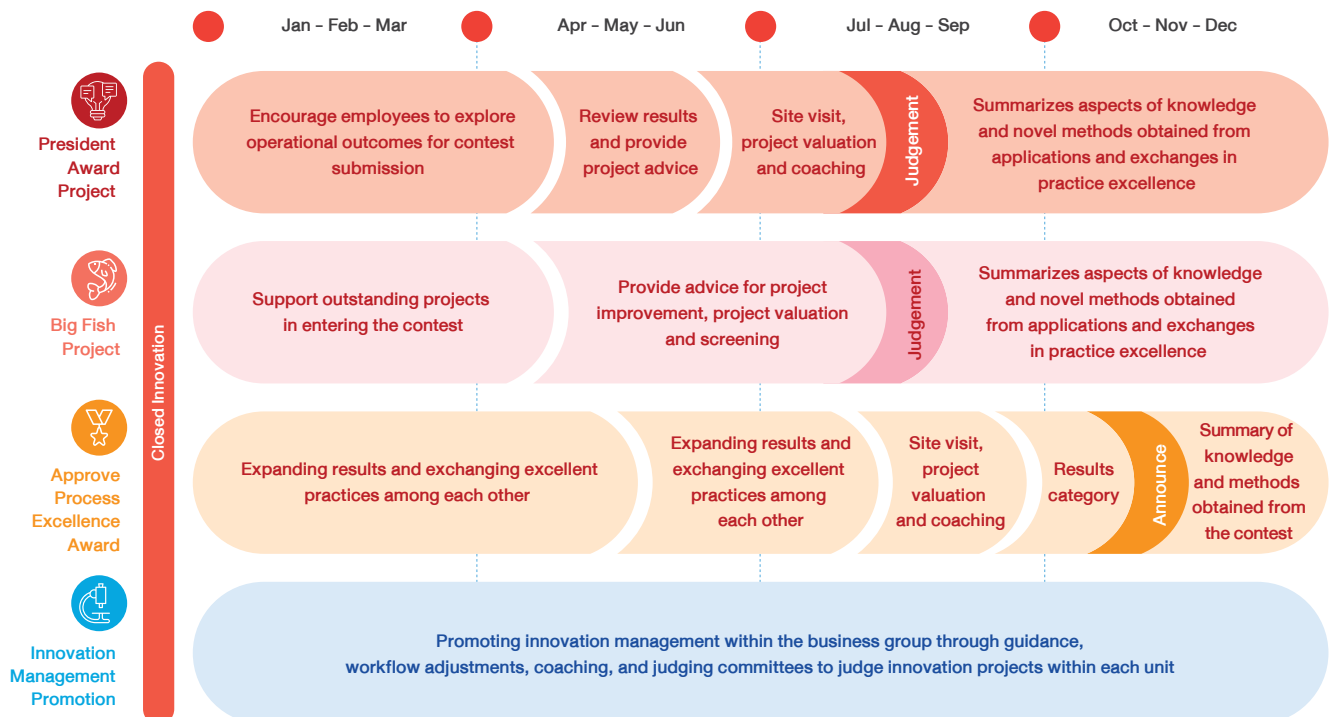 Jan - Feb - Mar
Apr - May - Jun
Jul - Aug - Sep
Oct - Nov - Dec
Closed Innovation
President
Award
Project
Encourage employees to explore
operational outcomes for contest
submission
Review results
and provide
project advice
Site visit,
project valuation
and coaching
Judgement
Summarizes aspects of knowledge
and novel methods obtained from
applications and exchanges in
practice excellence
Big Fish
Project
Support outstanding projects
in entering the contest
Provide advice for project
improvement, project valuation
and screening
Judgement
Summarizes aspects of knowledge
and novel methods obtained
from applications and exchanges
in practice excellence
Approve
Process
Excellence
Award
Expanding results and exchanging excellent
practices among each other
Expanding results and
exchanging excellent
practices among
each other
Site visit,
project
valuation
and coaching
Results
category
Announce
Summary of
knowledge
and methods
obtained from
the contest
Innovation
Management
Promotion
Promoting innovation management within the business group through guidance,
workflow adjustments, coaching, and judging committees to judge innovation projects within each unit